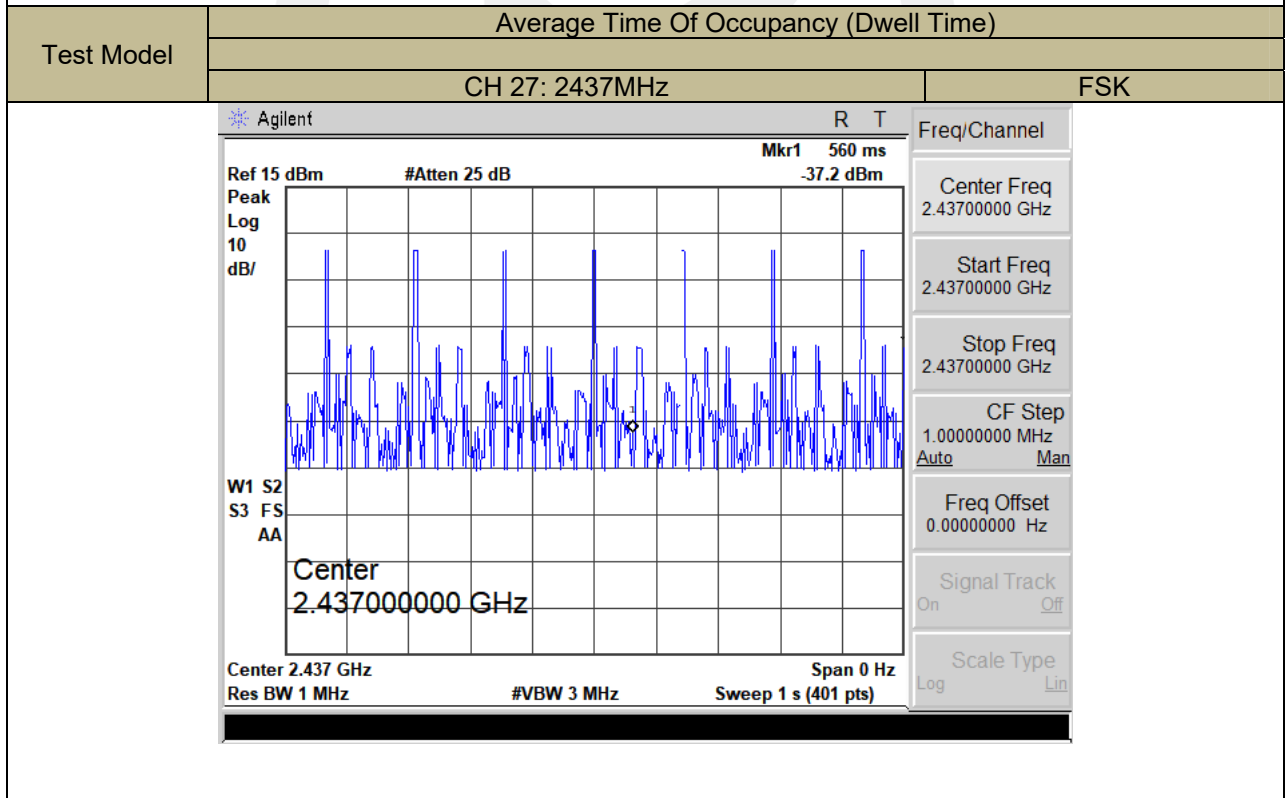 Test Model
Average Time Of Occupancy (Dwell Time)
CH 27: 2437MHz
FSK
Agilent
R T
Freq/Channel
Mkr1 560 ms
Ref 15 dBm #Atten 25 dB -37.2 dBm
Peak
Log
10
dB/
1
W1 S2
S3 FS
AA
Center
2.437000000 GHz
Center 2.437 GHz Span 0 Hz
Res BW 1 MHz #VBW 3 MHz Sweep 1 s (401 pts)
Center Freq
2.43700000 GHz
Start Freq
2.43700000 GHz
Stop Freq
2.43700000 GHz
CF Step
1.00000000 MHz
Auto Man
Freq Offset
0.00000000 Hz
Signal Track
On Off
Scale Type
Log Lin